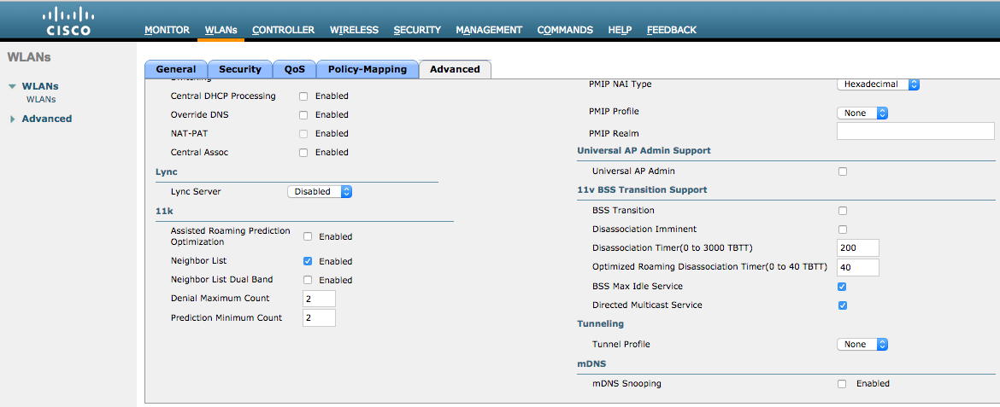 CISCO
MONITOR WLANs CONTROLLER WIRELESS SECURITY MANAGEMENT COMMANDS HELP FEEDBACK
WLANs
WLANs
WLANs
Advanced
General Security QoS Policy-Mapping Advanced
Switching
Central DHCP Processing Enabled
Override DNS Enabled
NAT-PAT Enabled
Central Assoc Enabled
Lync
Lync Server Disabled
11k
Assisted Roaming Prediction
Optimization Enabled
Neighbor List Enabled
Neighbor List Dual Band Enabled
Denial Maximum Count 2
Prediction Minimum Count 2
PMIP NAI Type Hexadecimal
PMIP Profile None
PMIP Realm
Universal AP Admin Support
Universal AP Admin
11v BSS Transition Support
BSS Transition
Disassociation Imminent
Disassociation Timer(0 to 3000 TBTT) 200
Optimized Roaming Disassociation Timer(0 to 40 TBTT) 40
BSS Max Idle Service
Directed Multicast Service
Tunneling
Tunnel Profile None
mDNS
mDNS Snooping Enabled